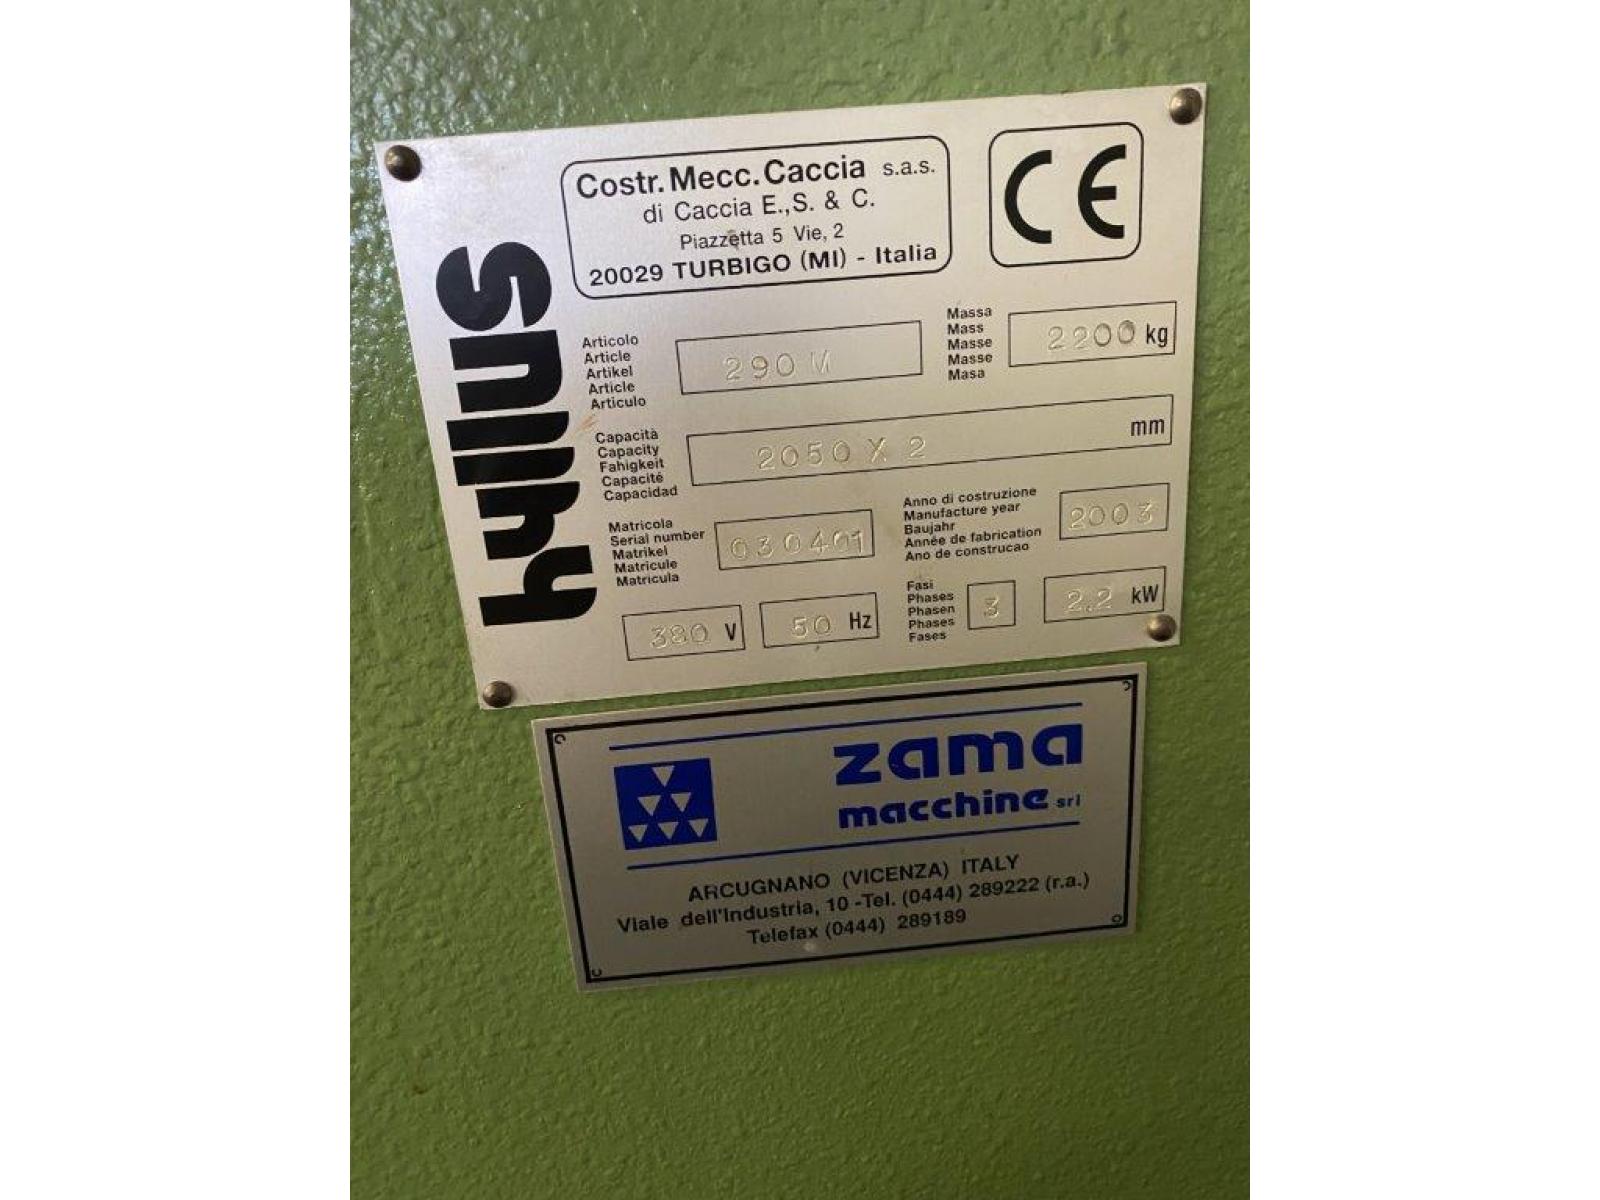 hyllus
Costr. Mecc. Caccia s.a.s.
di Caccia E., S. & C.
Piazzetta 5 Vie, 2
20029 TURBIGO (MI) - Italia
CE
Articolo
Article
Artikel
Article
Articulo
290 M
Massa
Mass
Masse
Masse
Masa
2200 kg
Capacità
Capacity
Fahigkeit
Capacité
Capacidad
2050 X 2 mm
Matricola
Serial number
Matrikel
Matricule
Matricula
030401
Anno di costruzione
Manufacture year
Baujahr
Année de fabrication
Ano de construcao
2003
380 V
50 Hz
Fasi
Phases
Phasen
Phases
Fases
3
2.2 kW
zama
macchine srl
ARCUGNANO (VICENZA) ITALY
Viale dell'Industria, 10 - Tel. (0444) 289222 (r.a.)
Telefax (0444) 289189